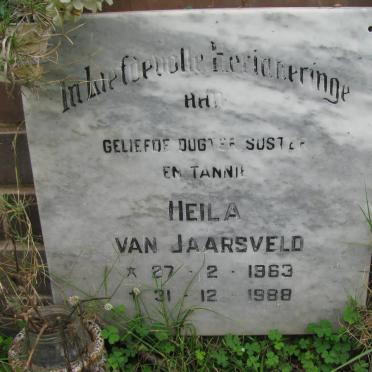 In Liefdevolle Herinneringe
AAN
GELIEFDE DOGTER SUSTER
EN TANNIE
HEILA
VAN JAARSVELD
* 27 - 2 - 1963
31 - 12 - 1988